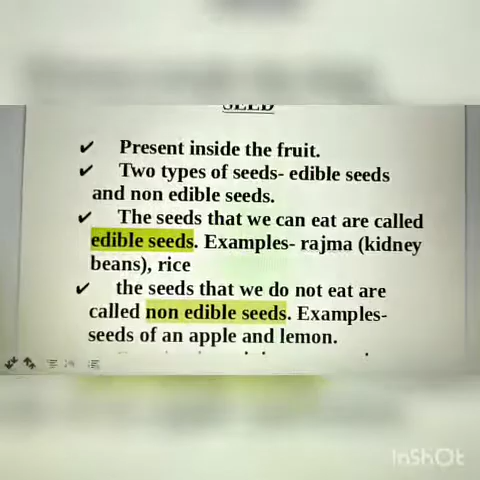 SEED
✔ Present inside the fruit.
✔ Two types of seeds- edible seeds
and non edible seeds.
✔ The seeds that we can eat are called
edible seeds. Examples- rajma (kidney
beans), rice
✔ the seeds that we do not eat are
called non edible seeds. Examples-
seeds of an apple and lemon.
InShOt